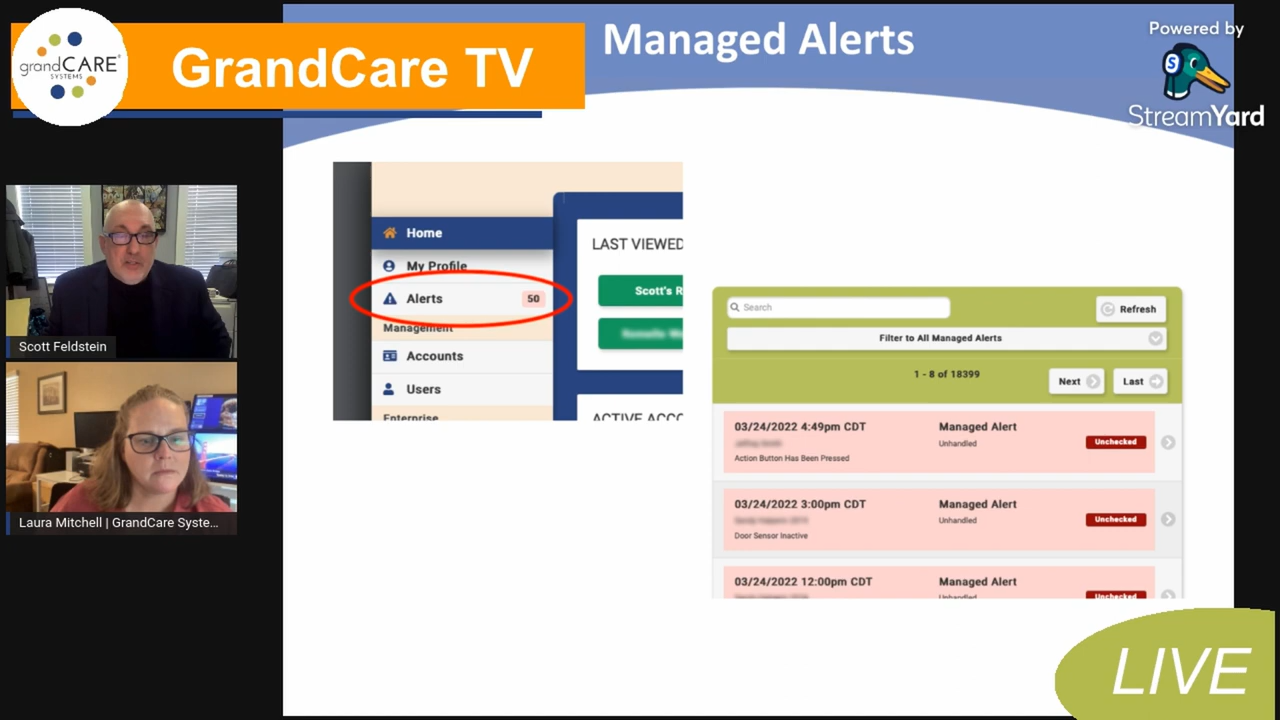 grandCARE
SYSTEMS
GrandCare TV
Managed Alerts
Powered by
StreamYard
Scott Feldstein
Laura Mitchell | GrandCare Syste...
Home
My Profile
Alerts 50
Management
Accounts
Users
Enterprise
LAST VIEWED
Scott's R
ACTIVE ACCO
Search
Refresh
Filter to All Managed Alerts
1 - 8 of 18399
Next
Last
03/24/2022 4:49pm CDT Managed Alert
Unhandled
Unchecked
Action Button Has Been Pressed
03/24/2022 3:00pm CDT Managed Alert
Unhandled
Unchecked
Door Sensor Inactive
03/24/2022 12:00pm CDT Managed Alert
Unhandled
Unchecked
LIVE